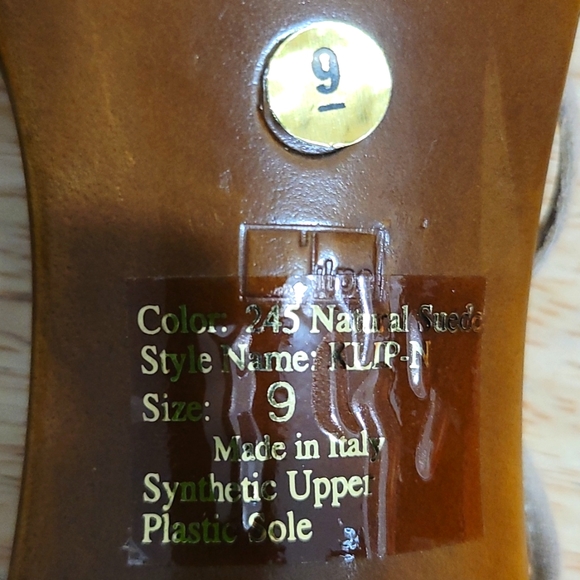 9
Color: 245 Natural Suede
Style Name: KLIP-N
Size: 9
Made in Italy
Synthetic Upper
Plastic Sole